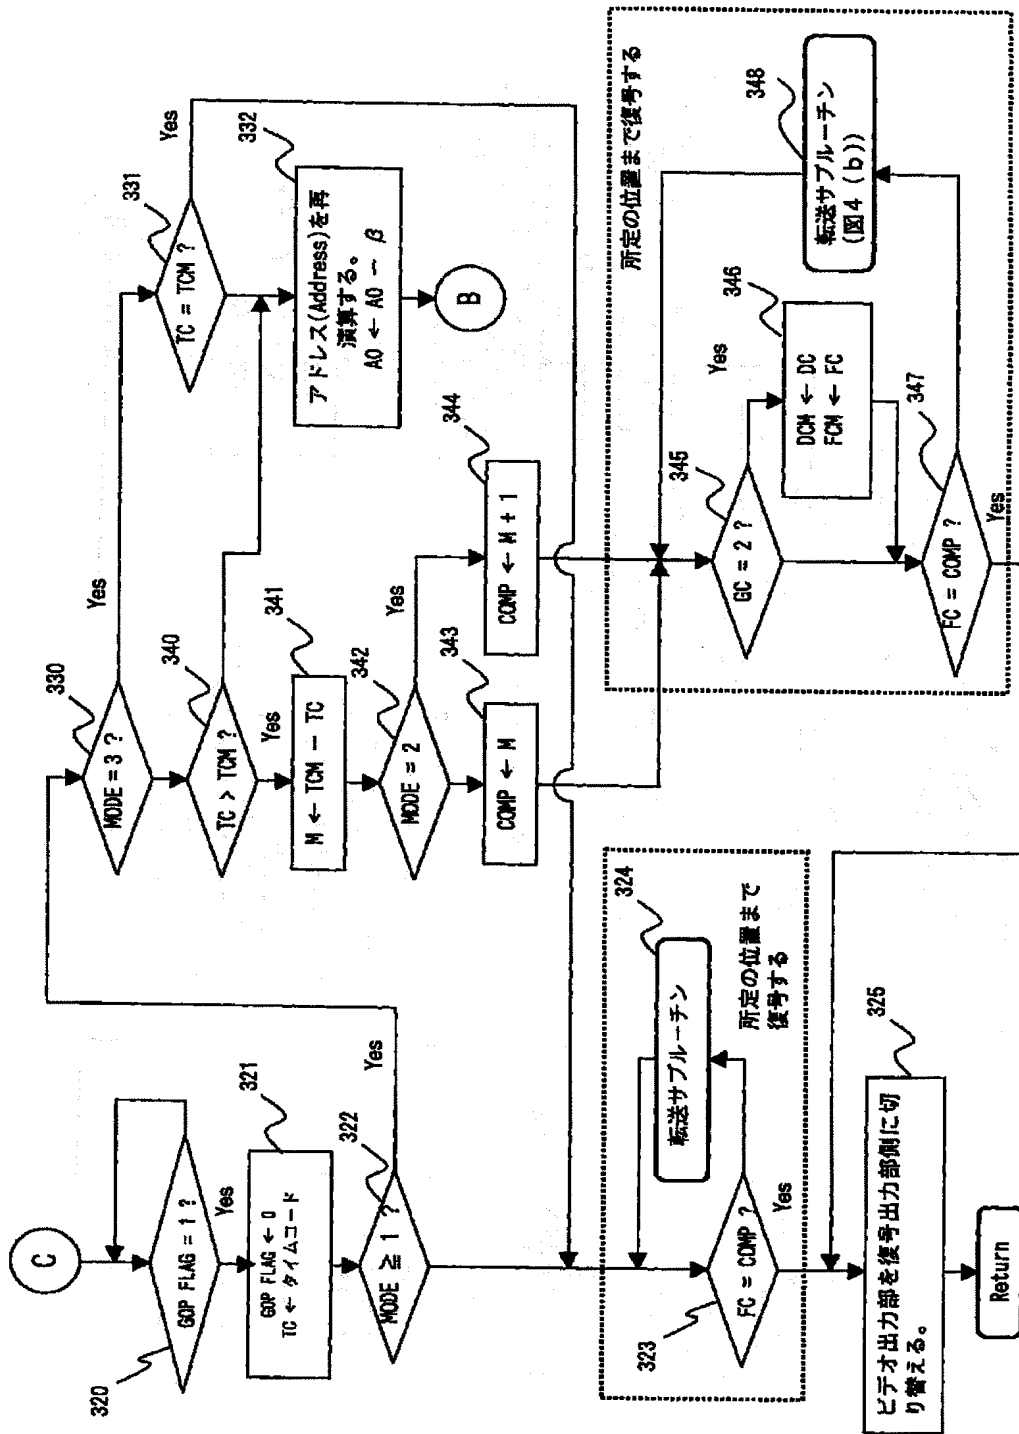 C
320
GOP FLAG = 1 ?
Yes
321
GOP FLAG ← 0
TC ← タイムコード
322
MODE ≧ 1 ?
Yes
323
FC = COMP ?
Yes
324
転送サブルーチン
所定の位置まで
復号する
325
ビデオ出力部を復号出力部側に切
り替える。
Return
330
MODE = 3 ?
Yes
331
TC = TCM ?
Yes
332
アドレス(Address)を再
演算する。
A0 ← A0 − β
B
340
TC > TCM ?
Yes
341
M ← TCM − TC
342
MODE = 2
Yes
343
COMP ← M
344
COMP ← M + 1
所定の位置まで復号する
345
GC = 2 ?
Yes
346
DCM ← DC
FCM ← FC
347
FC = COMP ?
Yes
348
転送サブルーチン
(図4 (b))